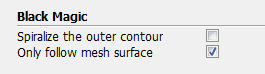 Black Magic
Spiralize the outer contour
Only follow mesh surface